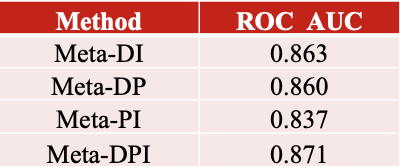 Method ROC AUC
Meta-DI 0.863
Meta-DP 0.860
Meta-PI 0.837
Meta-DPI 0.871